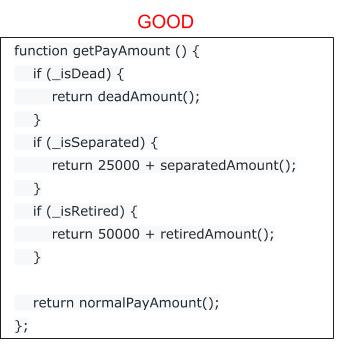 GOOD
function getPayAmount () {
if (_isDead) {
return deadAmount();
}
if (_isSeparated) {
return 25000 + separatedAmount();
}
if (_isRetired) {
return 50000 + retiredAmount();
}
return normalPayAmount();
};